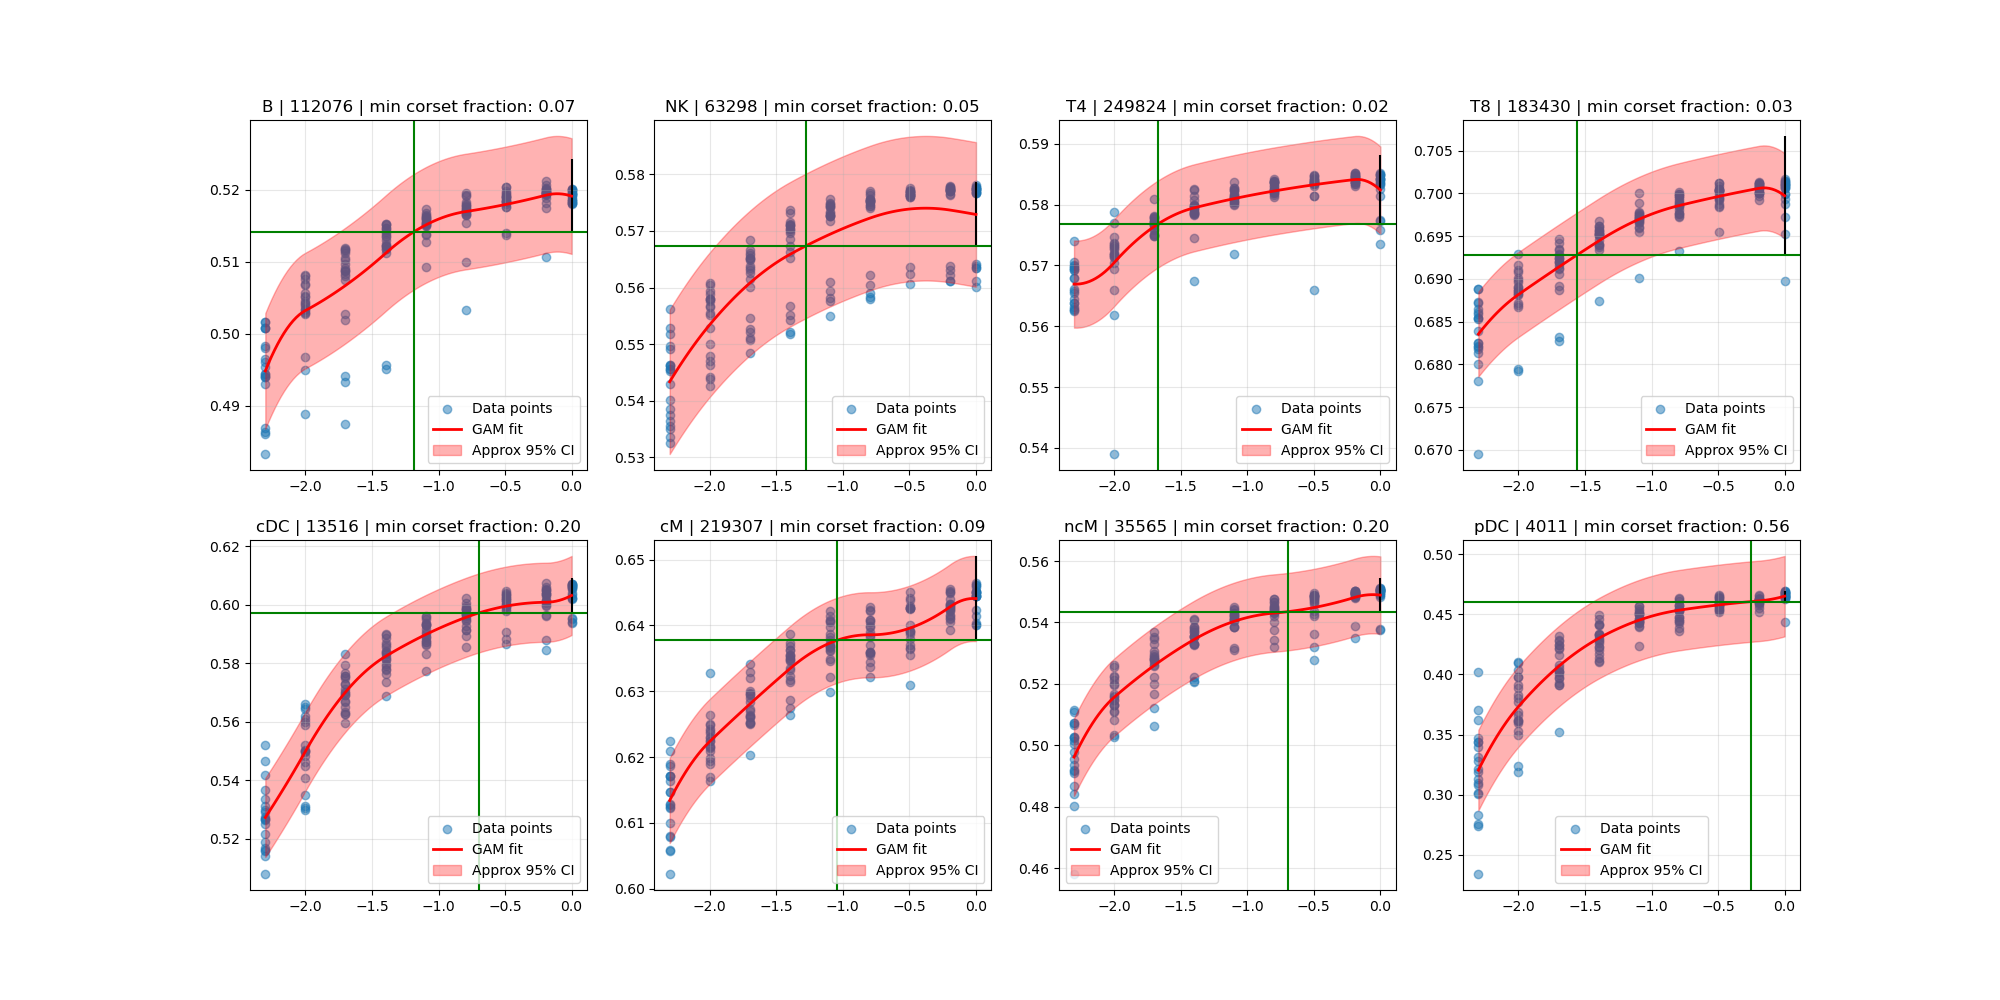 B | 112076 | min corset fraction: 0.07
NK | 63298 | min corset fraction: 0.05
T4 | 249824 | min corset fraction: 0.02
T8 | 183430 | min corset fraction: 0.03
0.52
0.51
0.50
0.49
−2.0 −1.5 −1.0 −0.5 0.0
Data points
GAM fit
Approx 95% CI
0.58
0.57
0.56
0.55
0.54
0.53
−2.0 −1.5 −1.0 −0.5 0.0
Data points
GAM fit
Approx 95% CI
0.59
0.58
0.57
0.56
0.55
0.54
−2.0 −1.5 −1.0 −0.5 0.0
Data points
GAM fit
Approx 95% CI
0.705
0.700
0.695
0.690
0.685
0.680
0.675
0.670
−2.0 −1.5 −1.0 −0.5 0.0
Data points
GAM fit
Approx 95% CI
cDC | 13516 | min corset fraction: 0.20
cM | 219307 | min corset fraction: 0.09
ncM | 35565 | min corset fraction: 0.20
pDC | 4011 | min corset fraction: 0.56
0.62
0.60
0.58
0.56
0.54
0.52
−2.0 −1.5 −1.0 −0.5 0.0
Data points
GAM fit
Approx 95% CI
0.65
0.64
0.63
0.62
0.61
0.60
−2.0 −1.5 −1.0 −0.5 0.0
Data points
GAM fit
Approx 95% CI
0.56
0.54
0.52
0.50
0.48
0.46
−2.0 −1.5 −1.0 −0.5 0.0
Data points
GAM fit
Approx 95% CI
0.50
0.45
0.40
0.35
0.30
0.25
−2.0 −1.5 −1.0 −0.5 0.0
Data points
GAM fit
Approx 95% CI